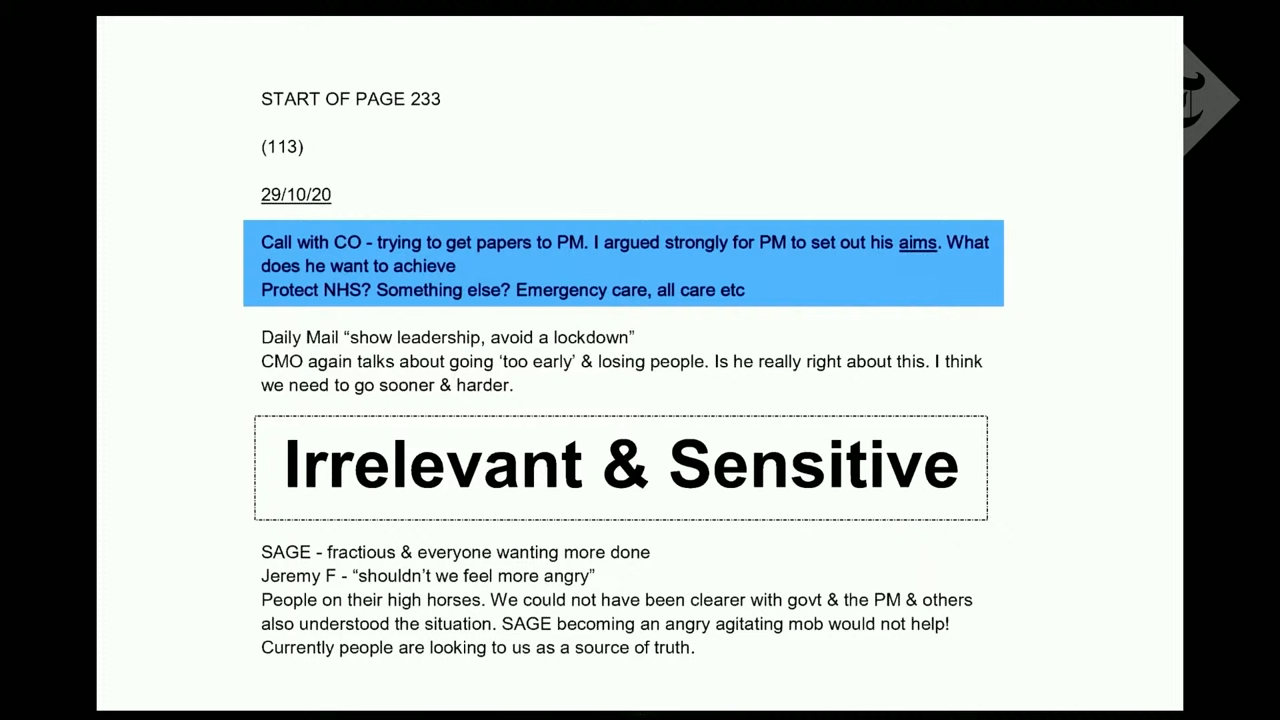 START OF PAGE 233
(113)
29/10/20
Call with CO - trying to get papers to PM. I argued strongly for PM to set out his aims. What
does he want to achieve
Protect NHS? Something else? Emergency care, all care etc
Daily Mail “show leadership, avoid a lockdown”
CMO again talks about going ‘too early’ & losing people. Is he really right about this. I think
we need to go sooner & harder.
Irrelevant & Sensitive
SAGE - fractious & everyone wanting more done
Jeremy F - “shouldn’t we feel more angry”
People on their high horses. We could not have been clearer with govt & the PM & others
also understood the situation. SAGE becoming an angry agitating mob would not help!
Currently people are looking to us as a source of truth.